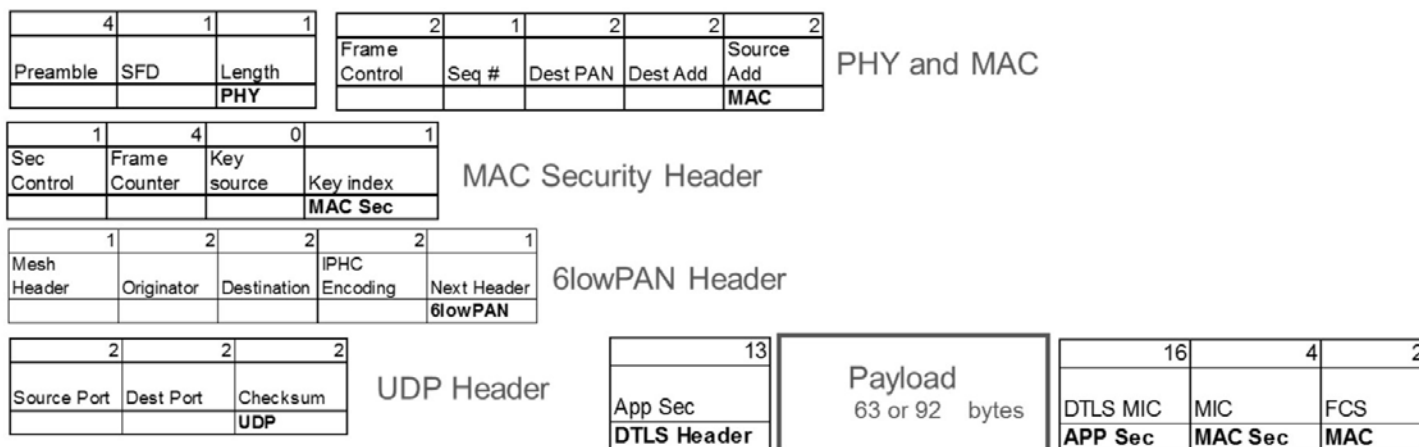 4 1 1
Preamble SFD Length
PHY
2 1 2 2 2
Frame Control Seq # Dest PAN Dest Add Source Add
MAC
PHY and MAC
1 4 0 1
Sec Control Frame Counter Key source Key index
MAC Sec
MAC Security Header
1 2 2 2 1
Mesh Header Originator Destination IPHC Encoding Next Header
6lowPAN
6lowPAN Header
2 2 2
Source Port Dest Port Checksum
UDP
UDP Header
13
App Sec
DTLS Header
Payload
63 or 92 bytes
16 4 2
DTLS MIC MIC FCS
APP Sec MAC Sec MAC